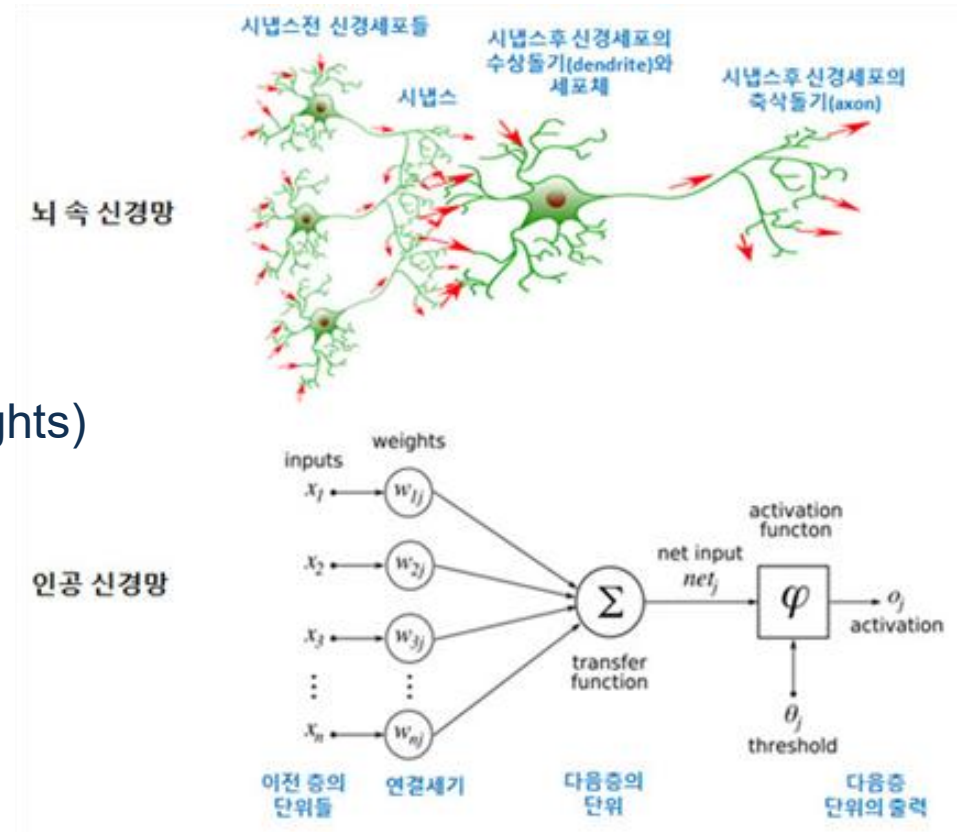 시냅스전 신경세포들
시냅스
시냅스후 신경세포의
수상돌기(dendrite)와
세포체
시냅스후 신경세포의
축삭돌기(axon)
뇌 속 신경망
ghts)
인공 신경망
inputs
weights
x₁
w₁ⱼ
x₂
w₂ⱼ
x₃
w₃ⱼ
⋮ ⋮
xₙ
wₙⱼ
Σ
transfer
function
net input
netⱼ
activation
functon
φ
oⱼ
activation
θⱼ
threshold
이전 층의
단위들
연결세기
다음층의
단위
다음층
단위의 출력